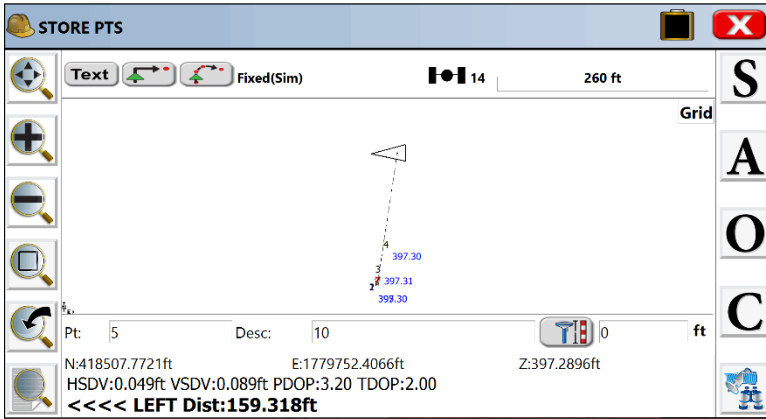 STORE PTS
Text Fixed(Sim) 14 260 ft
S
Grid
A
4
397.30
O
3
397.31
2
C
Pt: 5 Desc: 10 0 ft
N:418507.7721ft E:1779752.4066ft Z:397.2896ft
HSDV:0.049ft VSDV:0.089ft PDOP:3.20 TDOP:2.00
<<<< LEFT Dist:159.318ft